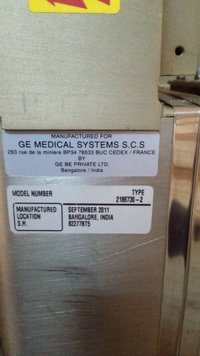 MANUFACTURED FOR
GE MEDICAL SYSTEMS S.C.S
283 rue de la miniere BP34 78533 BUC CEDEX / FRANCE
BY
GE BE PRIVATE LTD.
Bangalore / India
MODEL NUMBER TYPE
2186730-2
MANUFACTURED SEPTEMBER 2011
LOCATION BANGALORE, INDIA
S.N. 82277BT5